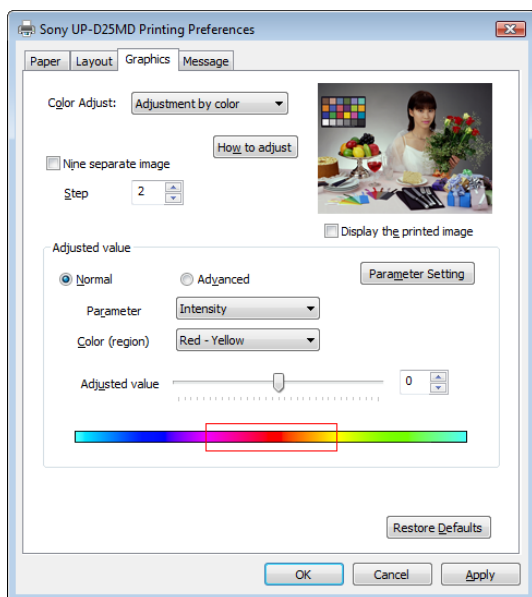 Sony UP-D25MD Printing Preferences
Paper Layout Graphics Message
Color Adjust: Adjustment by color
How to adjust
Nine separate image
Step 2
Display the printed image
Adjusted value
Normal Advanced Parameter Setting
Parameter Intensity
Color (region) Red - Yellow
Adjusted value 0
Restore Defaults
OK Cancel Apply